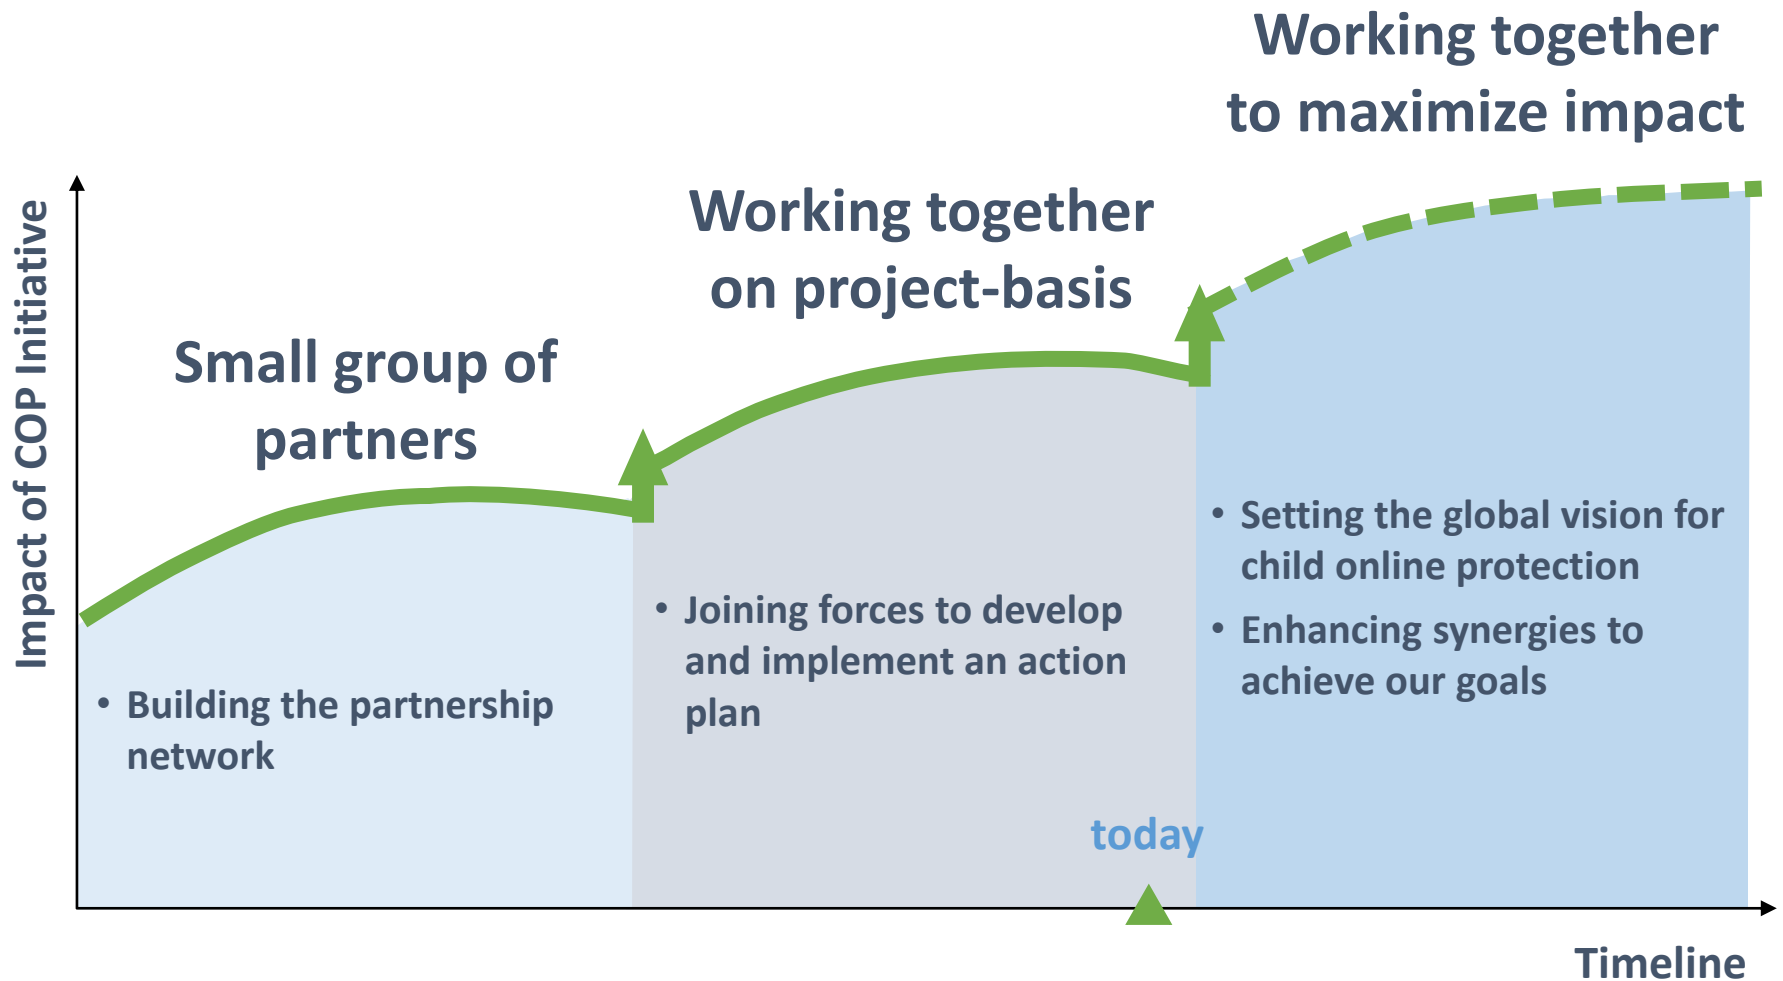 Working together
to maximize impact
Working together
on project-basis
Small group of
partners
Impact of COP Initiative
• Setting the global vision for
child online protection
• Enhancing synergies to
achieve our goals
• Joining forces to develop
and implement an action
plan
• Building the partnership
network
today
Timeline